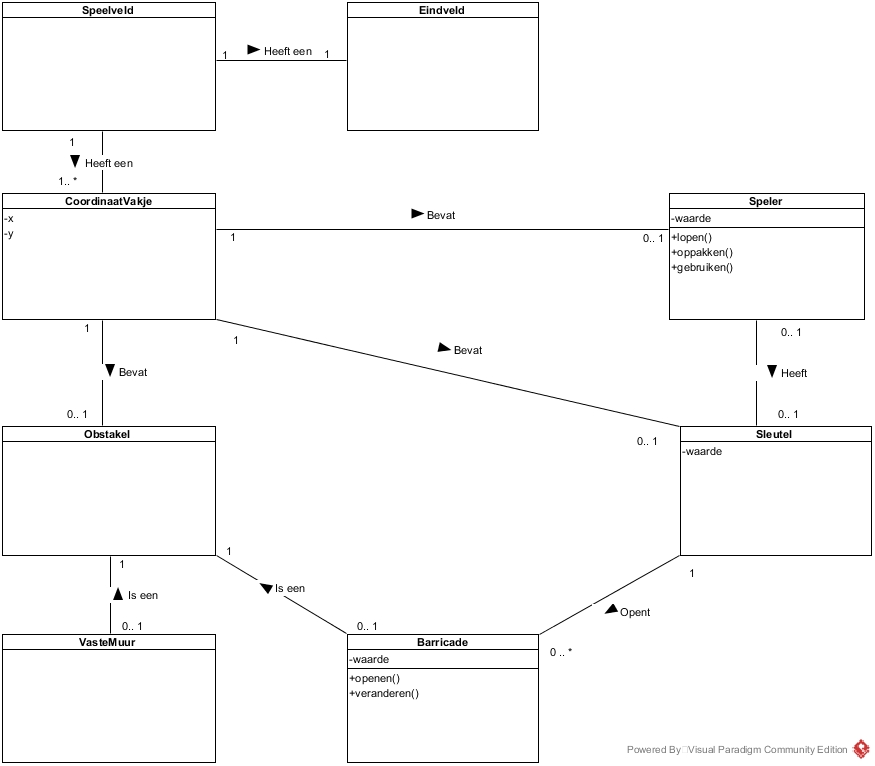 Speelveld
Eindveld
1
Heeft een
1
1
Heeft een
1.. *
CoordinaatVakje
-x
-y
Bevat
1
0.. 1
Speler
-waarde
+lopen()
+oppakken()
+gebruiken()
1
Bevat
0.. 1
1
Bevat
0.. 1
0.. 1
Heeft
0.. 1
Obstakel
Sleutel
-waarde
1
Is een
0.. 1
1
Is een
0.. 1
1
Opent
0 .. *
VasteMuur
Barricade
-waarde
+openen()
+veranderen()
Powered By Visual Paradigm Community Edition